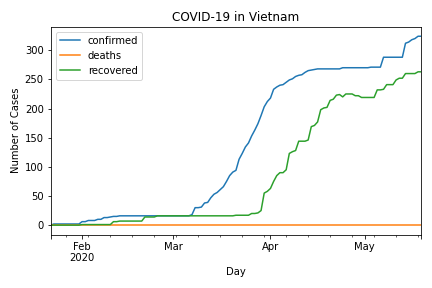 COVID-19 in Vietnam
confirmed
deaths
recovered
Number of Cases
300
250
200
150
100
50
0
Feb
2020
Mar
Apr
May
Day